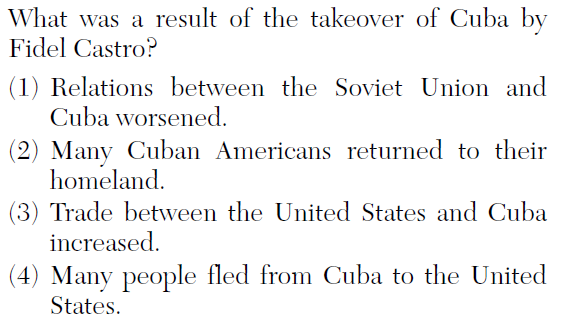 What was a result of the takeover of Cuba by
Fidel Castro?
(1) Relations between the Soviet Union and
Cuba worsened.
(2) Many Cuban Americans returned to their
homeland.
(3) Trade between the United States and Cuba
increased.
(4) Many people fled from Cuba to the United
States.